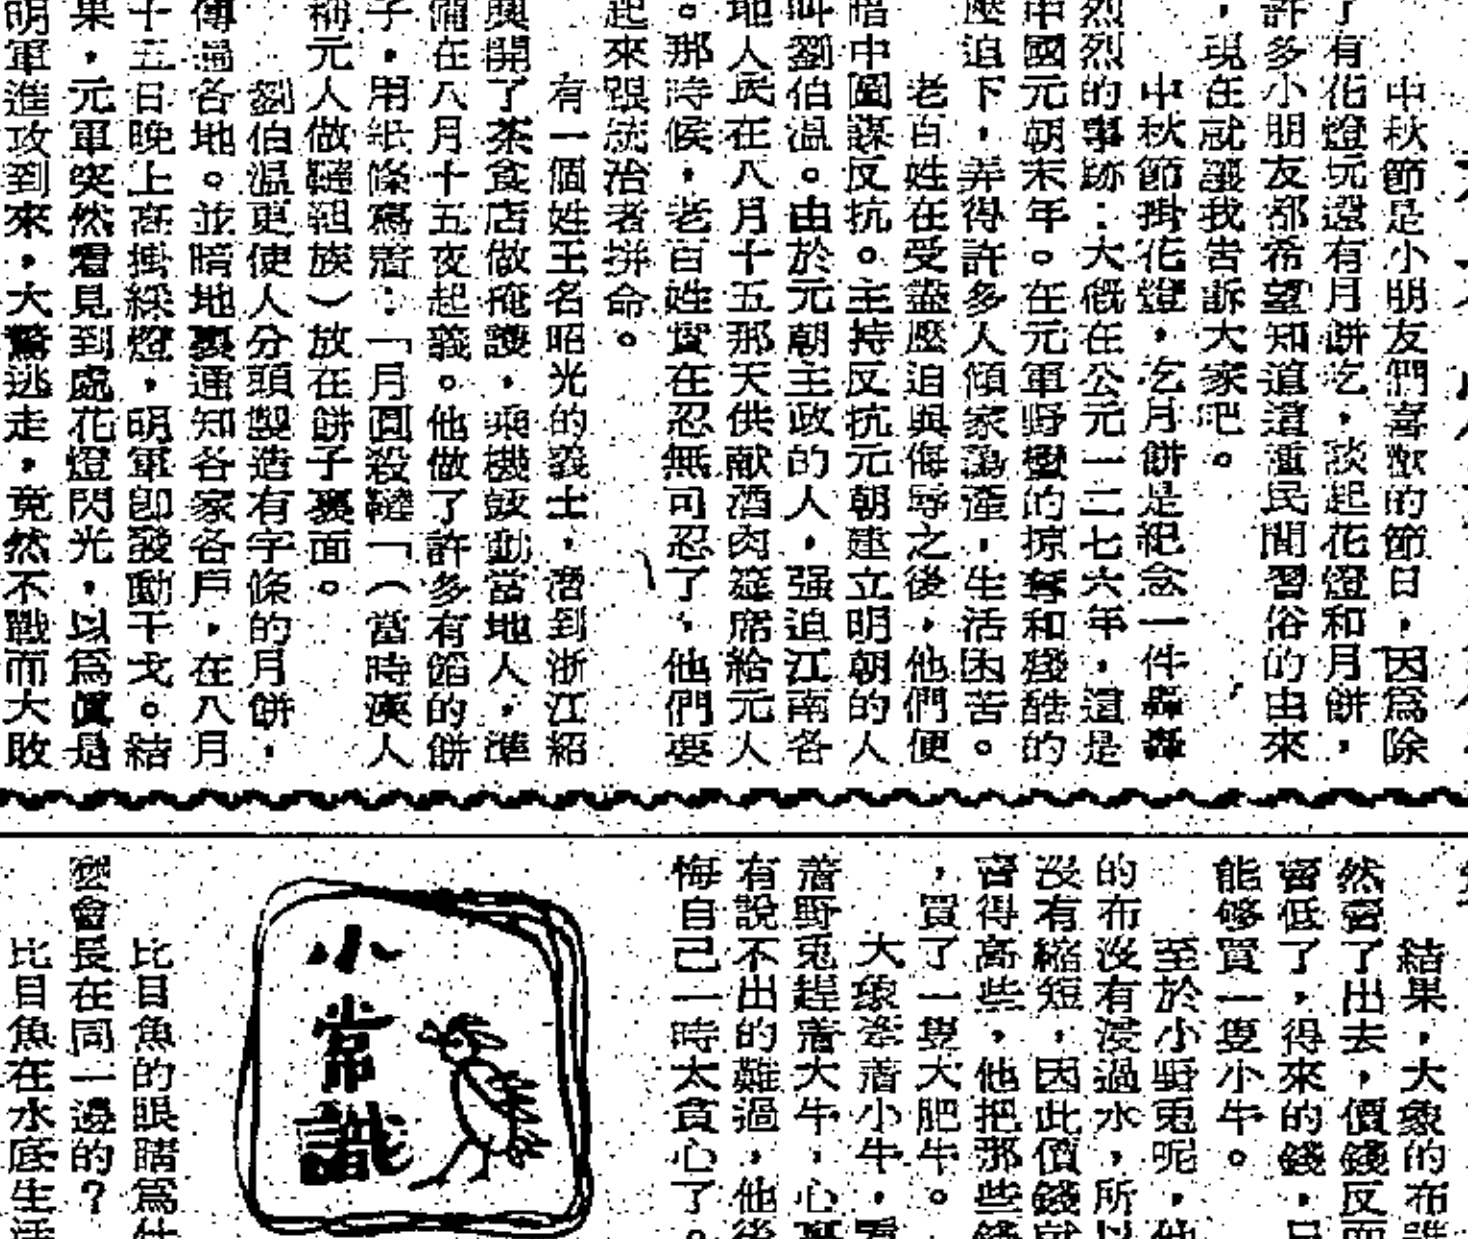 中秋節是小朋友們喜歡的節日,因爲除
了有花燈玩還有月餅吃,談起花燈和月餅,
許多小朋友都希望知道這種民間習俗的由來
,現在就讓我告訴大家吧。
中秋節掛花燈,吃月餅是紀念一件轟轟
烈烈的事跡:大概在公元一二七六年,這是
中國元朝末年。在元軍野蠻的掠奪和殘酷的
壓迫下,弄得許多人傾家蕩產,生活困苦。
老百姓在受盡壓迫與侮辱之後,他們便
暗中圖謀反抗。主持反抗元朝建立明朝的人
叫劉伯溫。由於元朝主政的人,强迫江南各
地人民在八月十五那天供献酒肉筵席給元人
。那時候,老百姓實在忍無可忍了,他們要
起來跟統治者拼命。
有一個姓王名昭光的義士,潛到浙江紹
興開了茶食店做掩護,乘機鼓動當地人,準
備在八月十五夜起義。他做了許多有餡的餅
子,用紙條寫着:「月圓殺韃「(當時漢人
稱元人做韃靼族)放在餅子裏面。
劉伯溫更使人分頭製造有字條的月餅,
傳過各地。並暗地裏通知各家各戶,在八月
十五日晚上高掛綵燈,明軍卽發動干戈。結
果,元軍突然看見到處花燈閃光,以爲眞是
明軍進攻到來,大驚逃走,竟然不戰而大敗
結果,大象的布
然賣了出去,價錢反而
賣低了,得來的錢,只
能够買一隻小牛。
至於小野兎呢,他
的布沒有浸過水,所以
沒有縮短,因此價錢就
賣得高些,他把那些錢
,買了一隻大肥牛。
大象牽着小牛,看
着野兎趕着大牛,心裏
有說不出的難過,他後
悔自己一時太貪心了。
小常識
比目魚的眼睛爲什
麼會長在同一邊的?
比目魚在水底生活